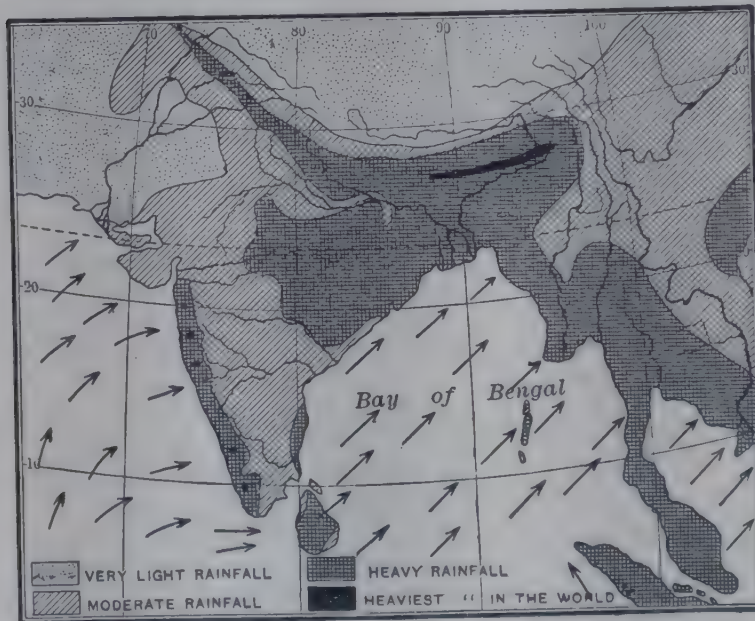 70 80 90 100
30 30
20
10
Bay of Bengal
VERY LIGHT RAINFALL
HEAVY RAINFALL
MODERATE RAINFALL
HEAVIEST " IN THE WORLD